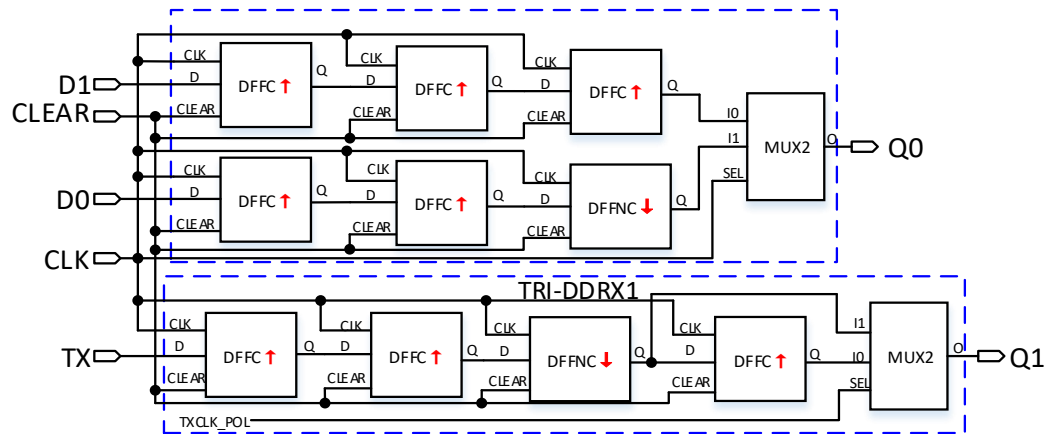 CLK
CLK
CLK
D1
D
DFFC
Q
D
DFFC
Q
D
DFFC
Q
CLEAR
CLEAR
CLEAR
CLEAR
I0
I1
MUX2
O
Q0
SEL
CLK
CLK
CLK
D0
D
DFFC
Q
D
DFFC
Q
D
DFFNC
Q
CLEAR
CLEAR
CLEAR
CLK
TRI-DDRX1
CLK
CLK
CLK
CLK
TX
D
DFFC
Q
D
DFFC
Q
D
DFFNC
Q
D
DFFC
Q
CLEAR
CLEAR
CLEAR
CLEAR
I1
I0
MUX2
O
Q1
SEL
TXCLK_POL